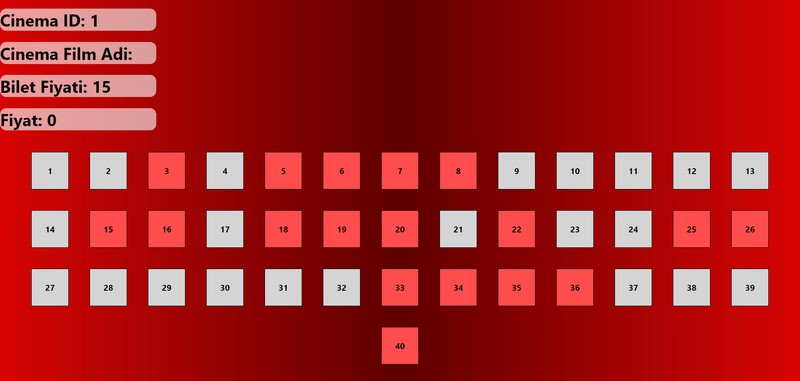 Cinema ID: 1
Cinema Film Adi:
Bilet Fiyati: 15
Fiyat: 0
1 2 3 4 5 6 7 8 9 10 11 12 13
14 15 16 17 18 19 20 21 22 23 24 25 26
27 28 29 30 31 32 33 34 35 36 37 38 39
40